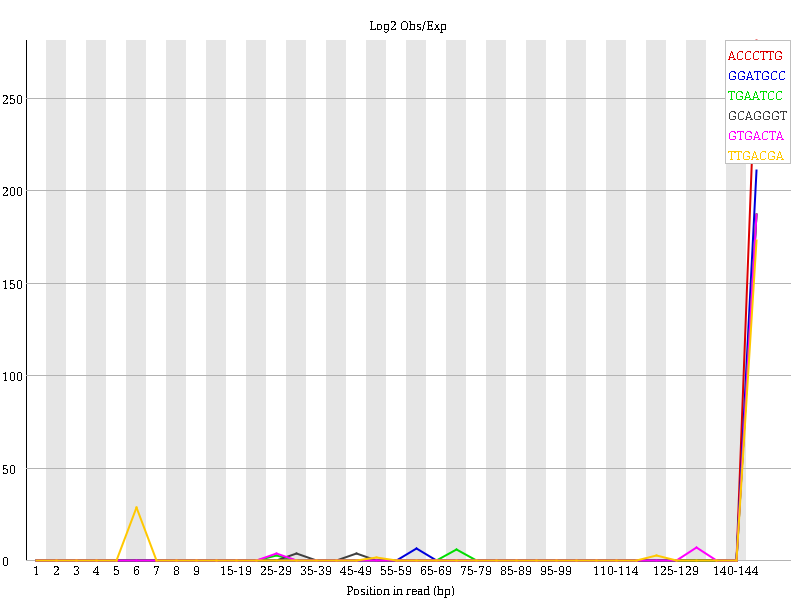 Log2 Obs/Exp
ACCCTTG
GGATGCC
TGAATCC
GCAGGGT
GTGACTA
TTGACGA
250
200
150
100
50
0
1 2 3 4 5 6 7 8 9 15-19 25-29 35-39 45-49 55-59 65-69 75-79 85-89 95-99 110-114 125-129 140-144
Position in read (bp)